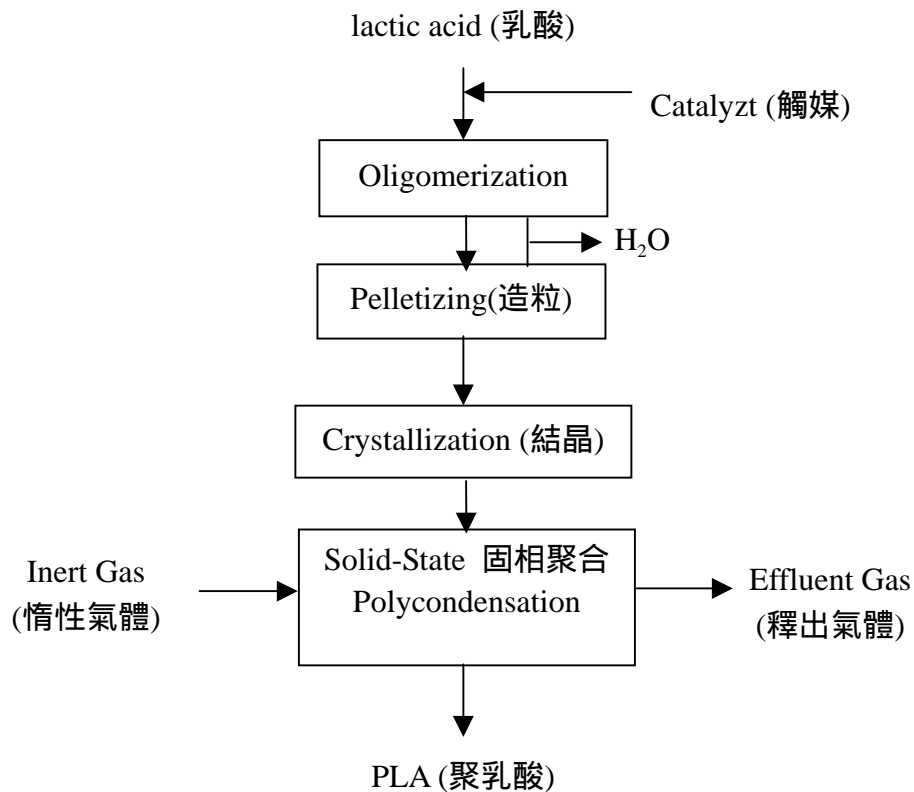 lactic acid (乳酸)
Catalyzt (觸媒)
Oligomerization
H₂O
Pelletizing(造粒)
Crystallization (結晶)
Solid-State 固相聚合
Polycondensation
Inert Gas
(惰性氣體)
Effluent Gas
(釋出氣體)
PLA (聚乳酸)